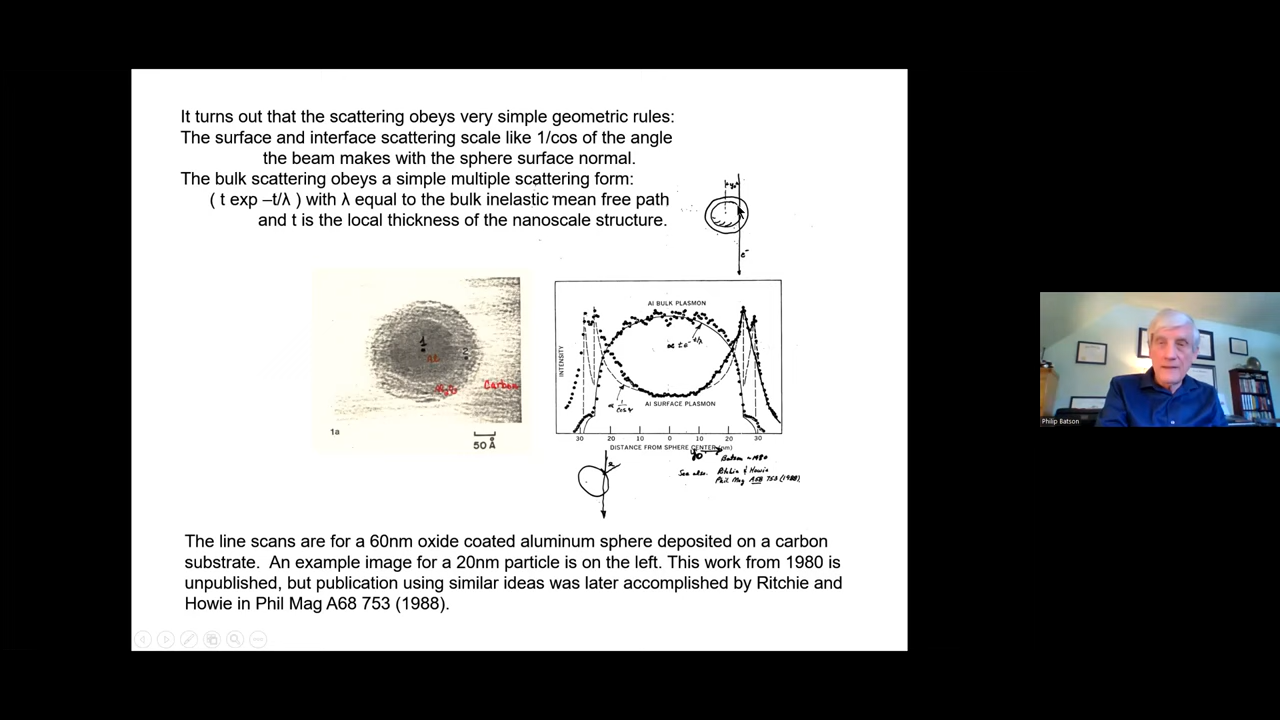 It turns out that the scattering obeys very simple geometric rules:
The surface and interface scattering scale like 1/cos of the angle
the beam makes with the sphere surface normal.
The bulk scattering obeys a simple multiple scattering form:
( t exp –t/λ ) with λ equal to the bulk inelastic mean free path
and t is the local thickness of the nanoscale structure.
e⁻
Carbon
1a
50 Å
Al BULK PLASMON
INTENSITY
AL SURFACE PLASMON
30 20 10 0 10 20 30
DISTANCE FROM SPHERE CENTER (nm)
Batson ~1980
See also. Ritchie & Howie
Phil. Mag A58 753 (1988)
The line scans are for a 60nm oxide coated aluminum sphere deposited on a carbon
substrate. An example image for a 20nm particle is on the left. This work from 1980 is
unpublished, but publication using similar ideas was later accomplished by Ritchie and
Howie in Phil Mag A68 753 (1988).
Philip Batson